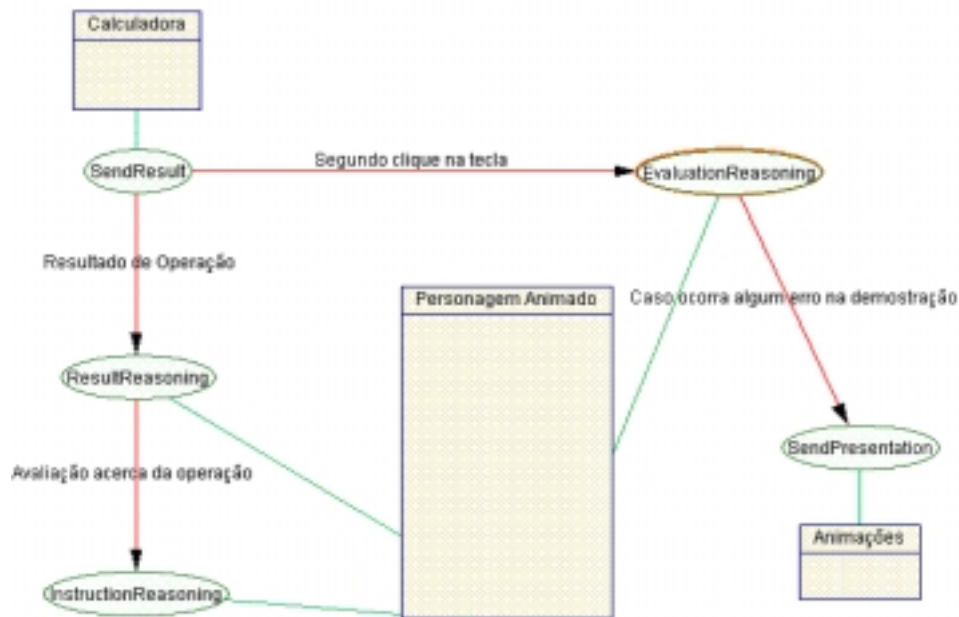 Calculadora
SendResult
Segundo clique na tecla
EvaluationReasoning
Resultado de Operação
Personagem Animado
Caso ocorra algum erro na demostração
ResultReasoning
SendPresentation
Avaliação acerca da operação
Animações
InstructionReasoning